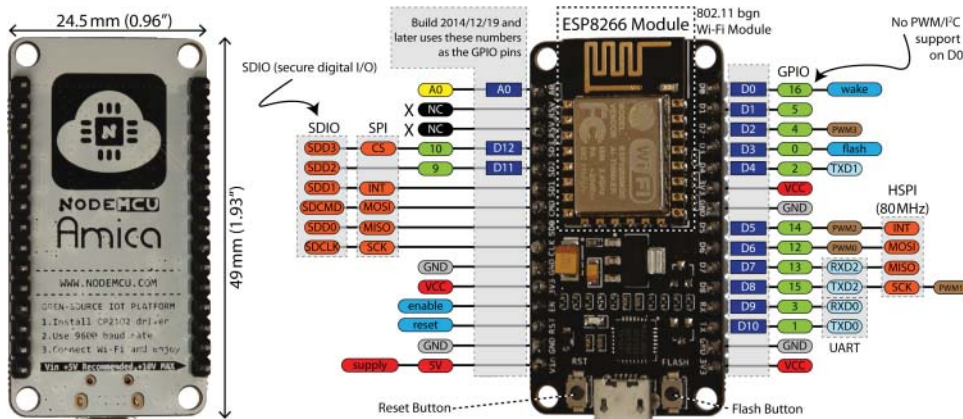 24.5 mm (0.96”)
49 mm (1.93”)
NODEMCU
Amica
WWW.NODEMCU.COM
OPEN-SOURCE IOT PLATFORM
1.Install CP2102 driver
2.Use 9600 baud rate
3.Connect Wi-Fi and enjoy
Vin +5V Recommended,+10V MAX
Build 2014/12/19 and
later uses these numbers
as the GPIO pins
SDIO (secure digital I/O)
ESP8266 Module
802.11 bgn
Wi-Fi Module
No PWM/I²C
support
on D0
GPIO
A0 A0
D0 16 wake
X NC
D1 5
X NC
D2 4 PWM3
SDIO SPI
SDD3 CS 10 D12
D3 0 flash
SDD2 9 D11
D4 2 TXD1
SDD1 INT
VCC
SDCMD MOSI
GND
HSPI
(80MHz)
SDD0 MISO
D5 14 PWM2 INT
SDCLK SCK
D6 12 PWM0 MOSI
GND
D7 13 RXD2 MISO
VCC
D8 15 TXD2 SCK PWM1
enable
D9 3 RXD0
reset
D10 1 TXD0
GND
GND
UART
supply 5V
VCC
WiFi
RST
FLASH
Reset Button
Flash Button